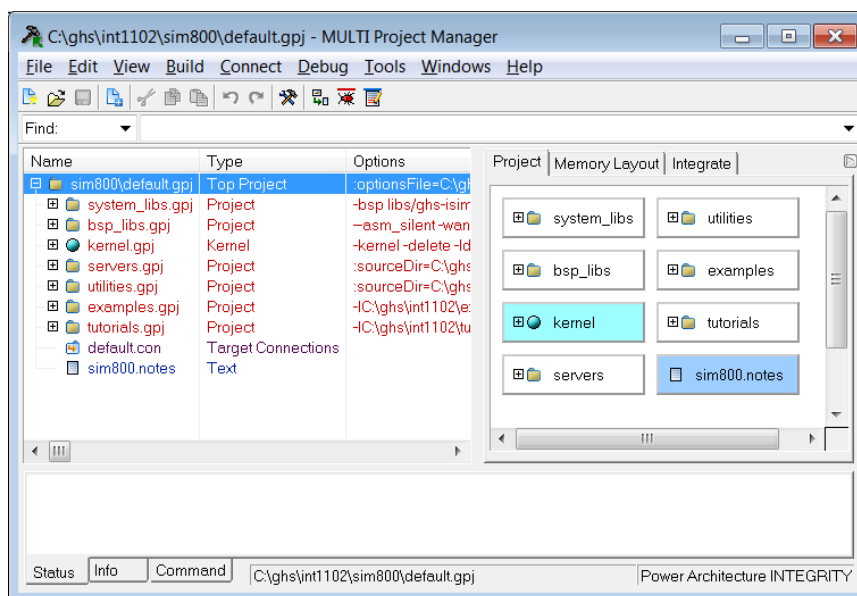 C:\ghs\int1102\sim800\default.gpj - MULTI Project Manager
File Edit View Build Connect Debug Tools Windows Help
Find:
Name Type Options
sim800\default.gpj Top Project :optionsFile=C:\gl
system_libs.gpj Project -bsp libs/ghs-isim
bsp_libs.gpj Project --asm_silent -wan
kernel.gpj Kernel -kernel -delete -ld
servers.gpj Project :sourceDir=C:\ghs
utilities.gpj Project :sourceDir=C:\ghs
examples.gpj Project -IC:\ghs\int1102\e
tutorials.gpj Project -IC:\ghs\int1102\tu
default.con Target Connections
sim800.notes Text
Project Memory Layout Integrate
system_libs utilities
bsp_libs examples
kernel tutorials
servers sim800.notes
Status Info Command C:\ghs\int1102\sim800\default.gpj Power Architecture INTEGRITY